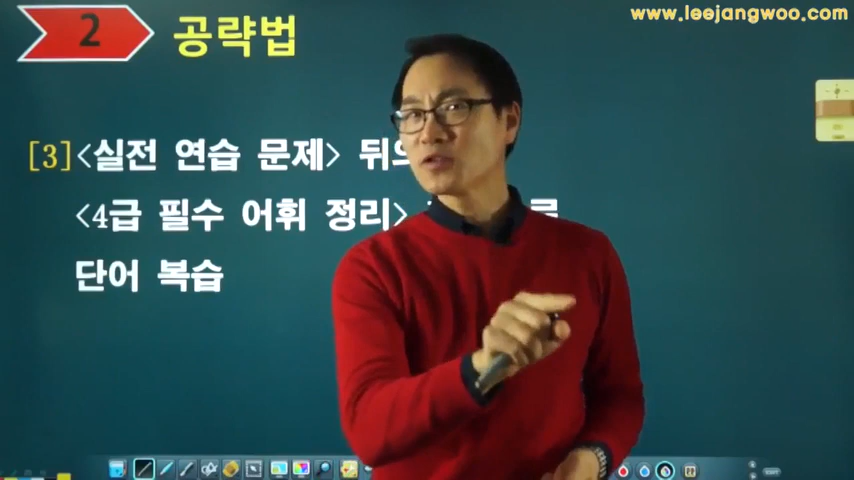 www.leejangwoo.com
2 공략법
[3]<실전 연습 문제>
<4급 필수 어휘 정리>
단어 복습